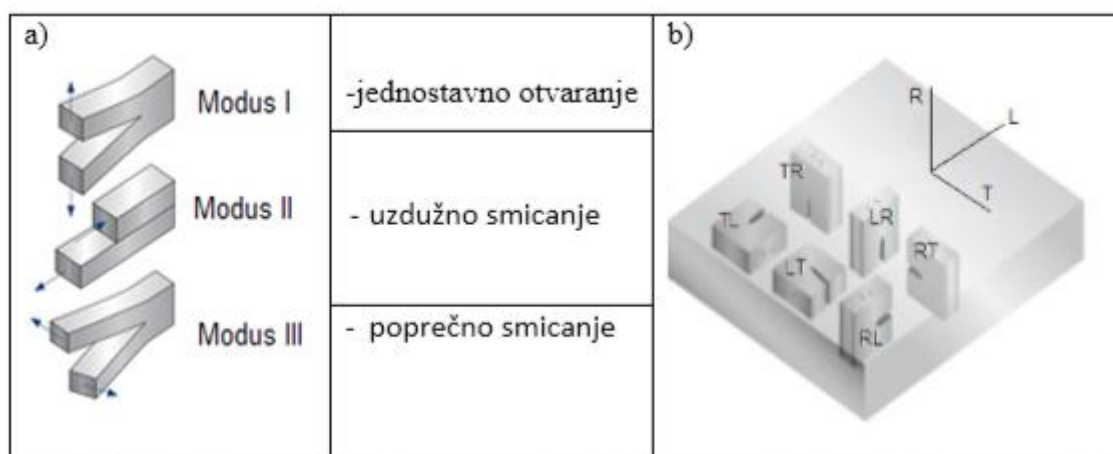 a)
Modus I
Modus II
Modus III
-jednostavno otvaranje
- uzdužno smicanje
- poprečno smicanje
b)
R
L
T
TR
TL
LR
LT
RT
RL